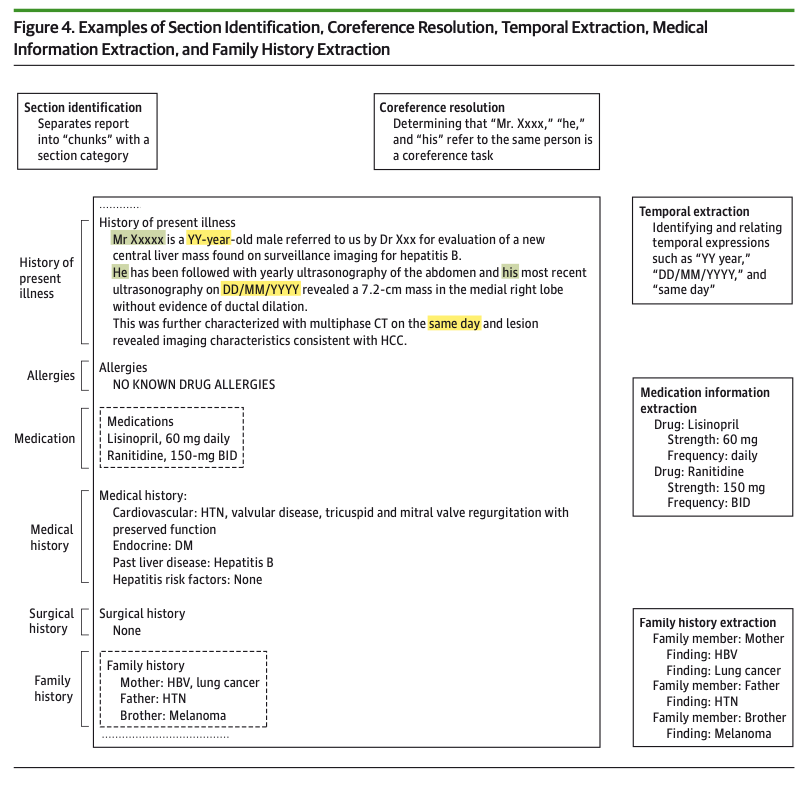 Figure 4. Examples of Section Identification, Coreference Resolution, Temporal Extraction, Medical
Information Extraction, and Family History Extraction
Section identification
Separates report
into “chunks” with a
section category
Coreference resolution
Determining that “Mr. Xxxx,” “he,”
and “his” refer to the same person is
a coreference task
History of
present
illness
............
History of present illness
Mr Xxxxx is a YY-year-old male referred to us by Dr Xxx for evaluation of a new
central liver mass found on surveillance imaging for hepatitis B.
He has been followed with yearly ultrasonography of the abdomen and his most recent
ultrasonography on DD/MM/YYYY revealed a 7.2-cm mass in the medial right lobe
without evidence of ductal dilation.
This was further characterized with multiphase CT on the same day and lesion
revealed imaging characteristics consistent with HCC.
Temporal extraction
Identifying and relating
temporal expressions
such as “YY year,”
“DD/MM/YYYY,” and
“same day”
Allergies
Allergies
NO KNOWN DRUG ALLERGIES
Medication
Medications
Lisinopril, 60 mg daily
Ranitidine, 150-mg BID
Medication information
extraction
Drug: Lisinopril
Strength: 60 mg
Frequency: daily
Drug: Ranitidine
Strength: 150 mg
Frequency: BID
Medical
history
Medical history:
Cardiovascular: HTN, valvular disease, tricuspid and mitral valve regurgitation with
preserved function
Endocrine: DM
Past liver disease: Hepatitis B
Hepatitis risk factors: None
Surgical
history
Surgical history
None
Family
history
Family history
Mother: HBV, lung cancer
Father: HTN
Brother: Melanoma
......................................
Family history extraction
Family member: Mother
Finding: HBV
Finding: Lung cancer
Family member: Father
Finding: HTN
Family member: Brother
Finding: Melanoma